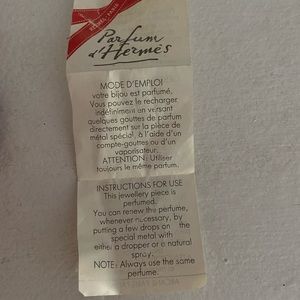 HERMÈS, PARIS
Parfum
d'Hermès
MODE D'EMPLOI
votre bijou est parfumé.
Vous pouvez le recharger
indéfiniment en versant
quelques gouttes de parfum
directement sur la pièce de
métal spécial, à l'aide d'un
compte-gouttes ou d'un
vaporisateur.
ATTENTION: Utiliser
toujours le même parfum.
INSTRUCTIONS FOR USE
This jewellery piece is
perfumed.
You can renew the perfume,
whenever necessary, by
putting a few drops on the
special metal with
either a dropper or a natural
spray.
NOTE: Always use the same
perfume.